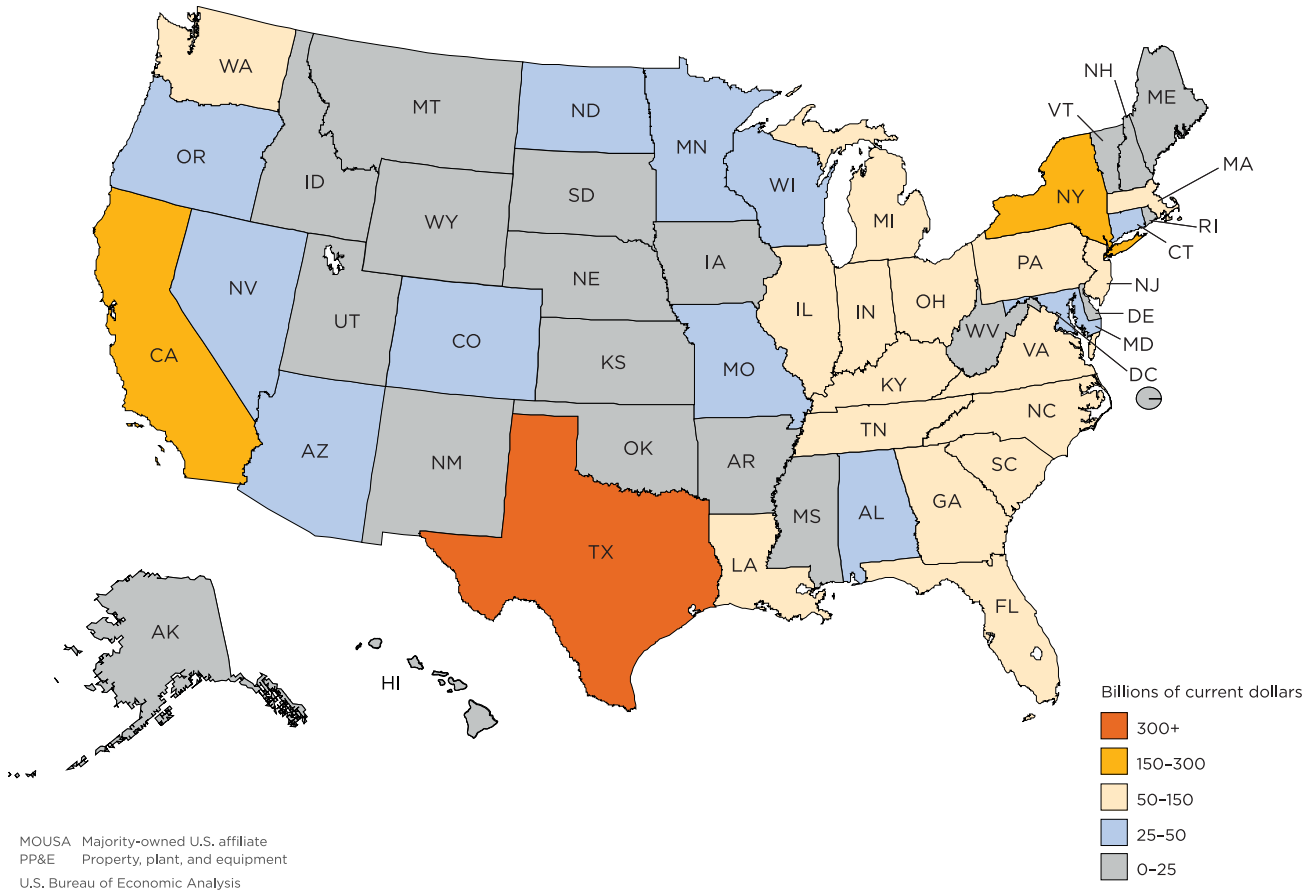 WA
MT
ND
MN
OR
ID
SD
WI
MI
NH
VT
ME
NY
MA
RI
CT
WY
IA
NE
PA
NJ
NV
UT
CO
IL
IN
OH
DE
MD
DC
WV
VA
CA
KS
MO
KY
NC
TN
AZ
NM
OK
AR
SC
MS
AL
GA
TX
LA
FL
AK
HI
Billions of current dollars
300+
150–300
50–150
25–50
0–25
MOUSA Majority-owned U.S. affiliate
PP&E Property, plant, and equipment
U.S. Bureau of Economic Analysis